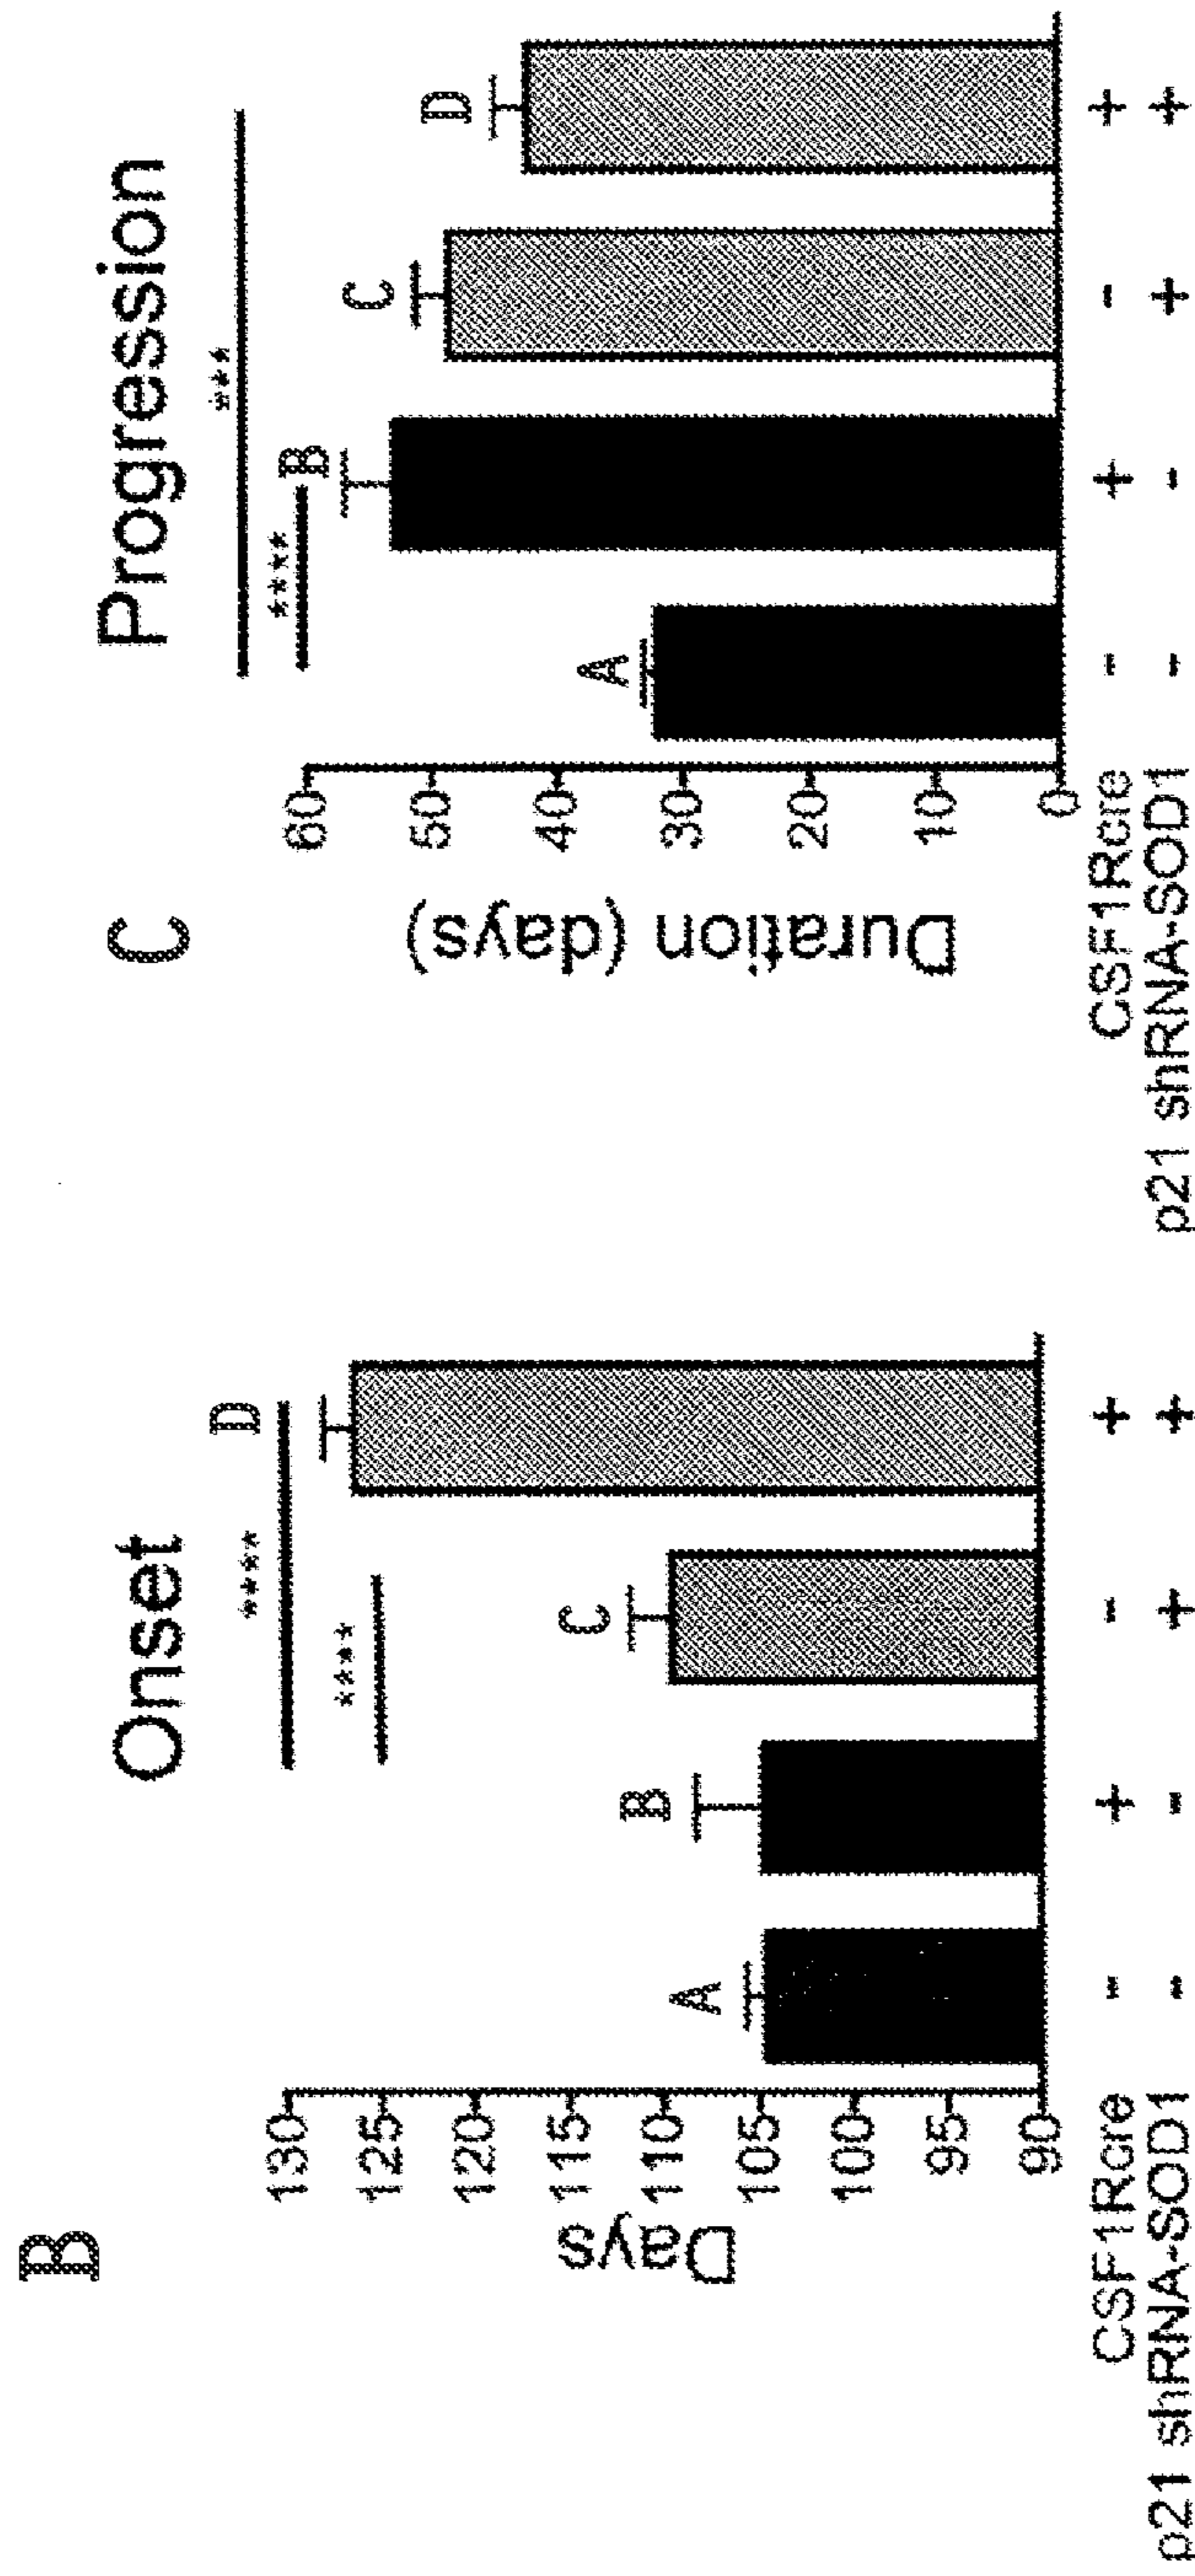 B
Onset
****
****
D
C
B
A
130
125
120
115
110
105
100
95
90
Days
CSF1Rcre - + - +
p21 shRNA-SOD1 - - + +
C
Progression
***
****
B
C
D
A
60
50
40
30
20
10
0
Duration (days)
CSF1Rcre - + - +
p21 shRNA-SOD1 - - + +